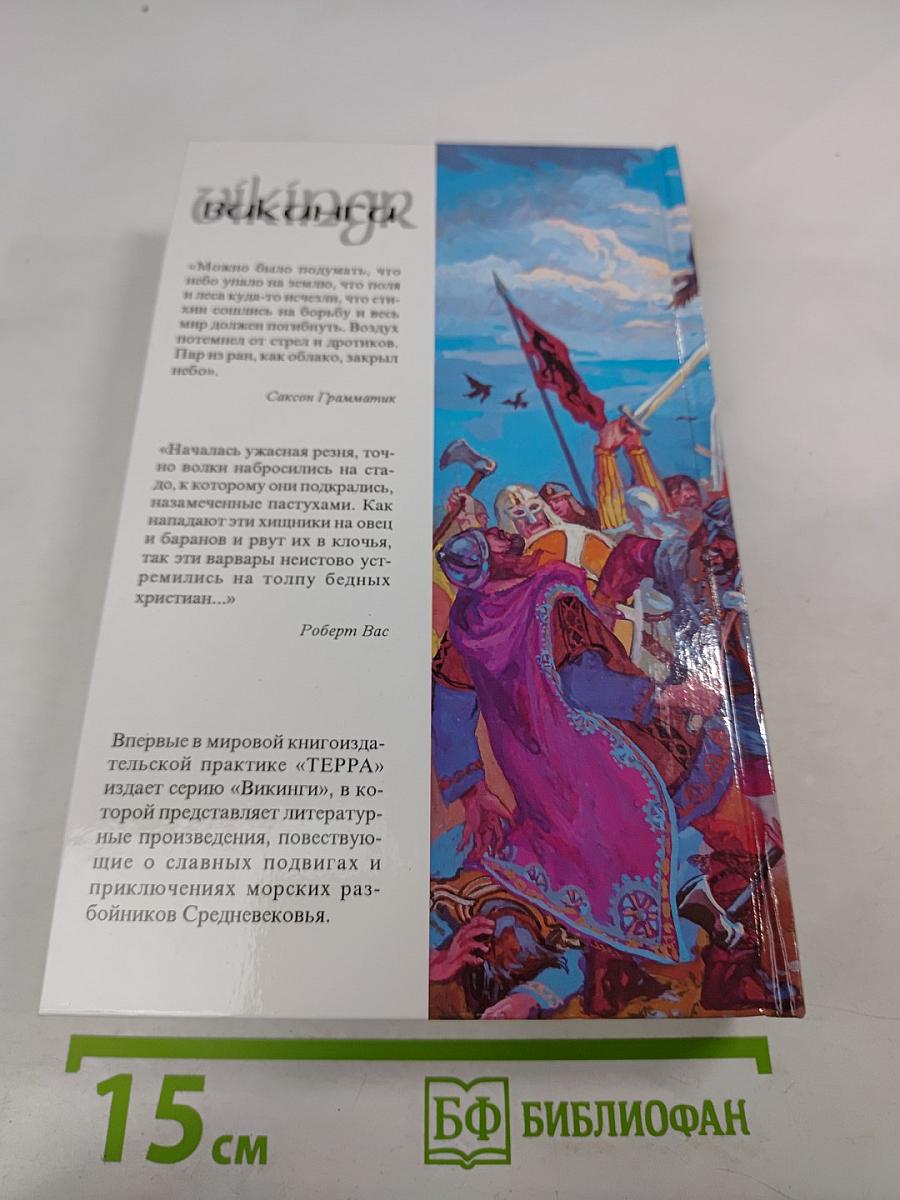 vikingr
викинги
«Можно было подумать, что
небо упало на землю, что поля
и леса куда-то исчезли, что сти-
хии сошлись на борьбу и весь
мир должен погибнуть. Воздух
потемнел от стрел и дротиков.
Пар из ран, как облако, закрыл
небо».
Саксон Грамматик
«Началась ужасная резня, точ-
но волки набросились на ста-
до, к которому они подкрались,
назамеченные пастухами. Как
нападают эти хищники на овец
и баранов и рвут их в клочья,
так эти варвары неистово уст-
ремились на толпу бедных
христиан...»
Роберт Вас
Впервые в мировой книгоизда-
тельской практике «ТЕРРА»
издает серию «Викинги», в ко-
торой представляет литератур-
ные произведения, повествую-
щие о славных подвигах и
приключениях морских раз-
бойников Средневековья.
15 см
БФ БИБЛИОФАН